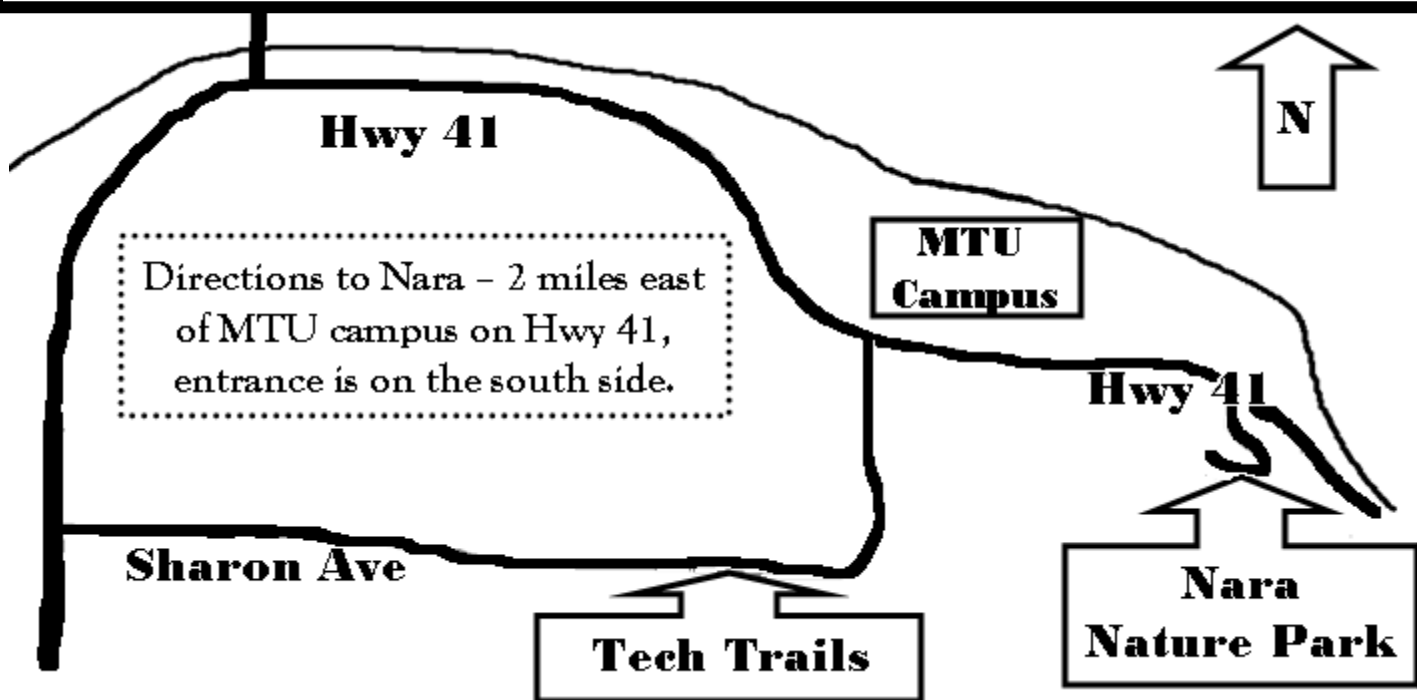 N
Hwy 41
MTU
Campus
Directions to Nara – 2 miles east
of MTU campus on Hwy 41,
entrance is on the south side.
Hwy 41
Sharon Ave
Tech Trails
Nara
Nature Park